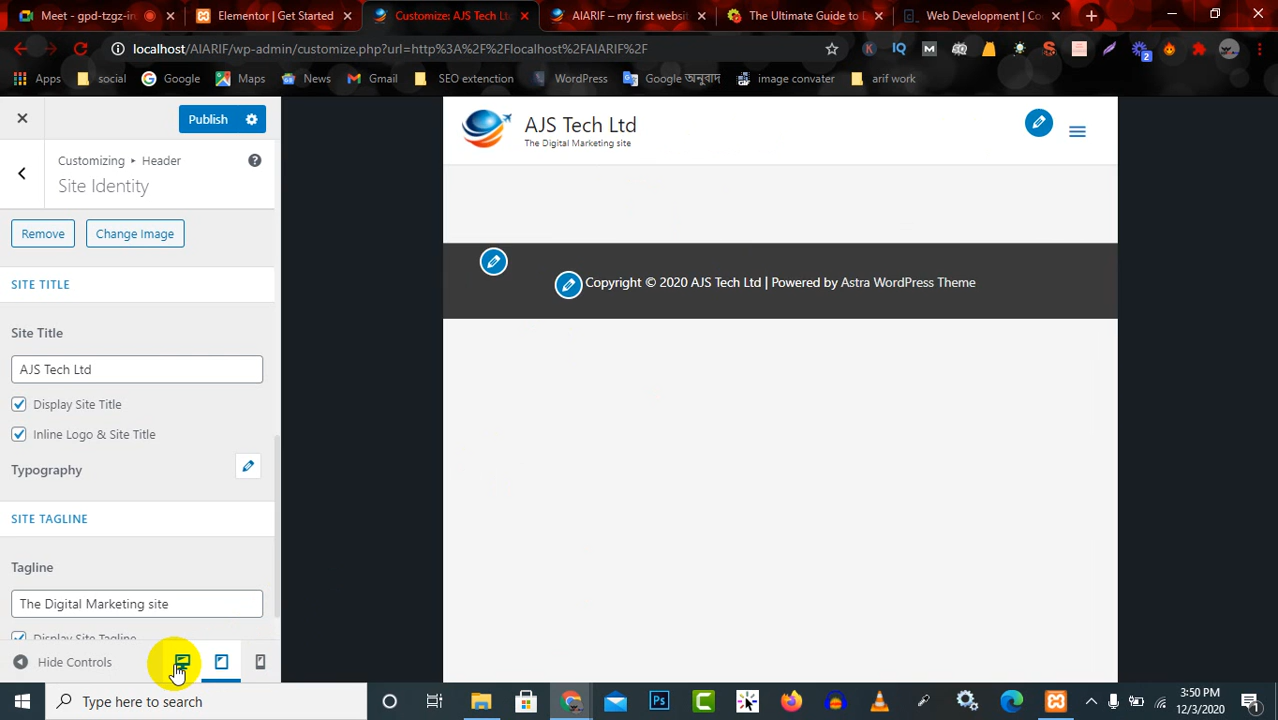 Meet - gpd-tzgz-in
Elementor | Get Started
Customize: AJS Tech Ltd
AIARIF – my first websi
The Ultimate Guide to D
Web Development | Co
localhost/AIARIF/wp-admin/customize.php?url=http%3A%2F%2Flocalhost%2FAIARIF%2F
Apps
social
Google
Maps
News
Gmail
SEO extenction
WordPress
Google অনুবাদ
image convater
arif work
Publish
Customizing ▸ Header
Site Identity
Remove
Change Image
SITE TITLE
Site Title
AJS Tech Ltd
Display Site Title
Inline Logo & Site Title
Typography
SITE TAGLINE
Tagline
The Digital Marketing site
Display Site Tagline
Hide Controls
AJS Tech Ltd
The Digital Marketing site
Copyright © 2020 AJS Tech Ltd | Powered by Astra WordPress Theme
Type here to search
3:50 PM
12/3/2020